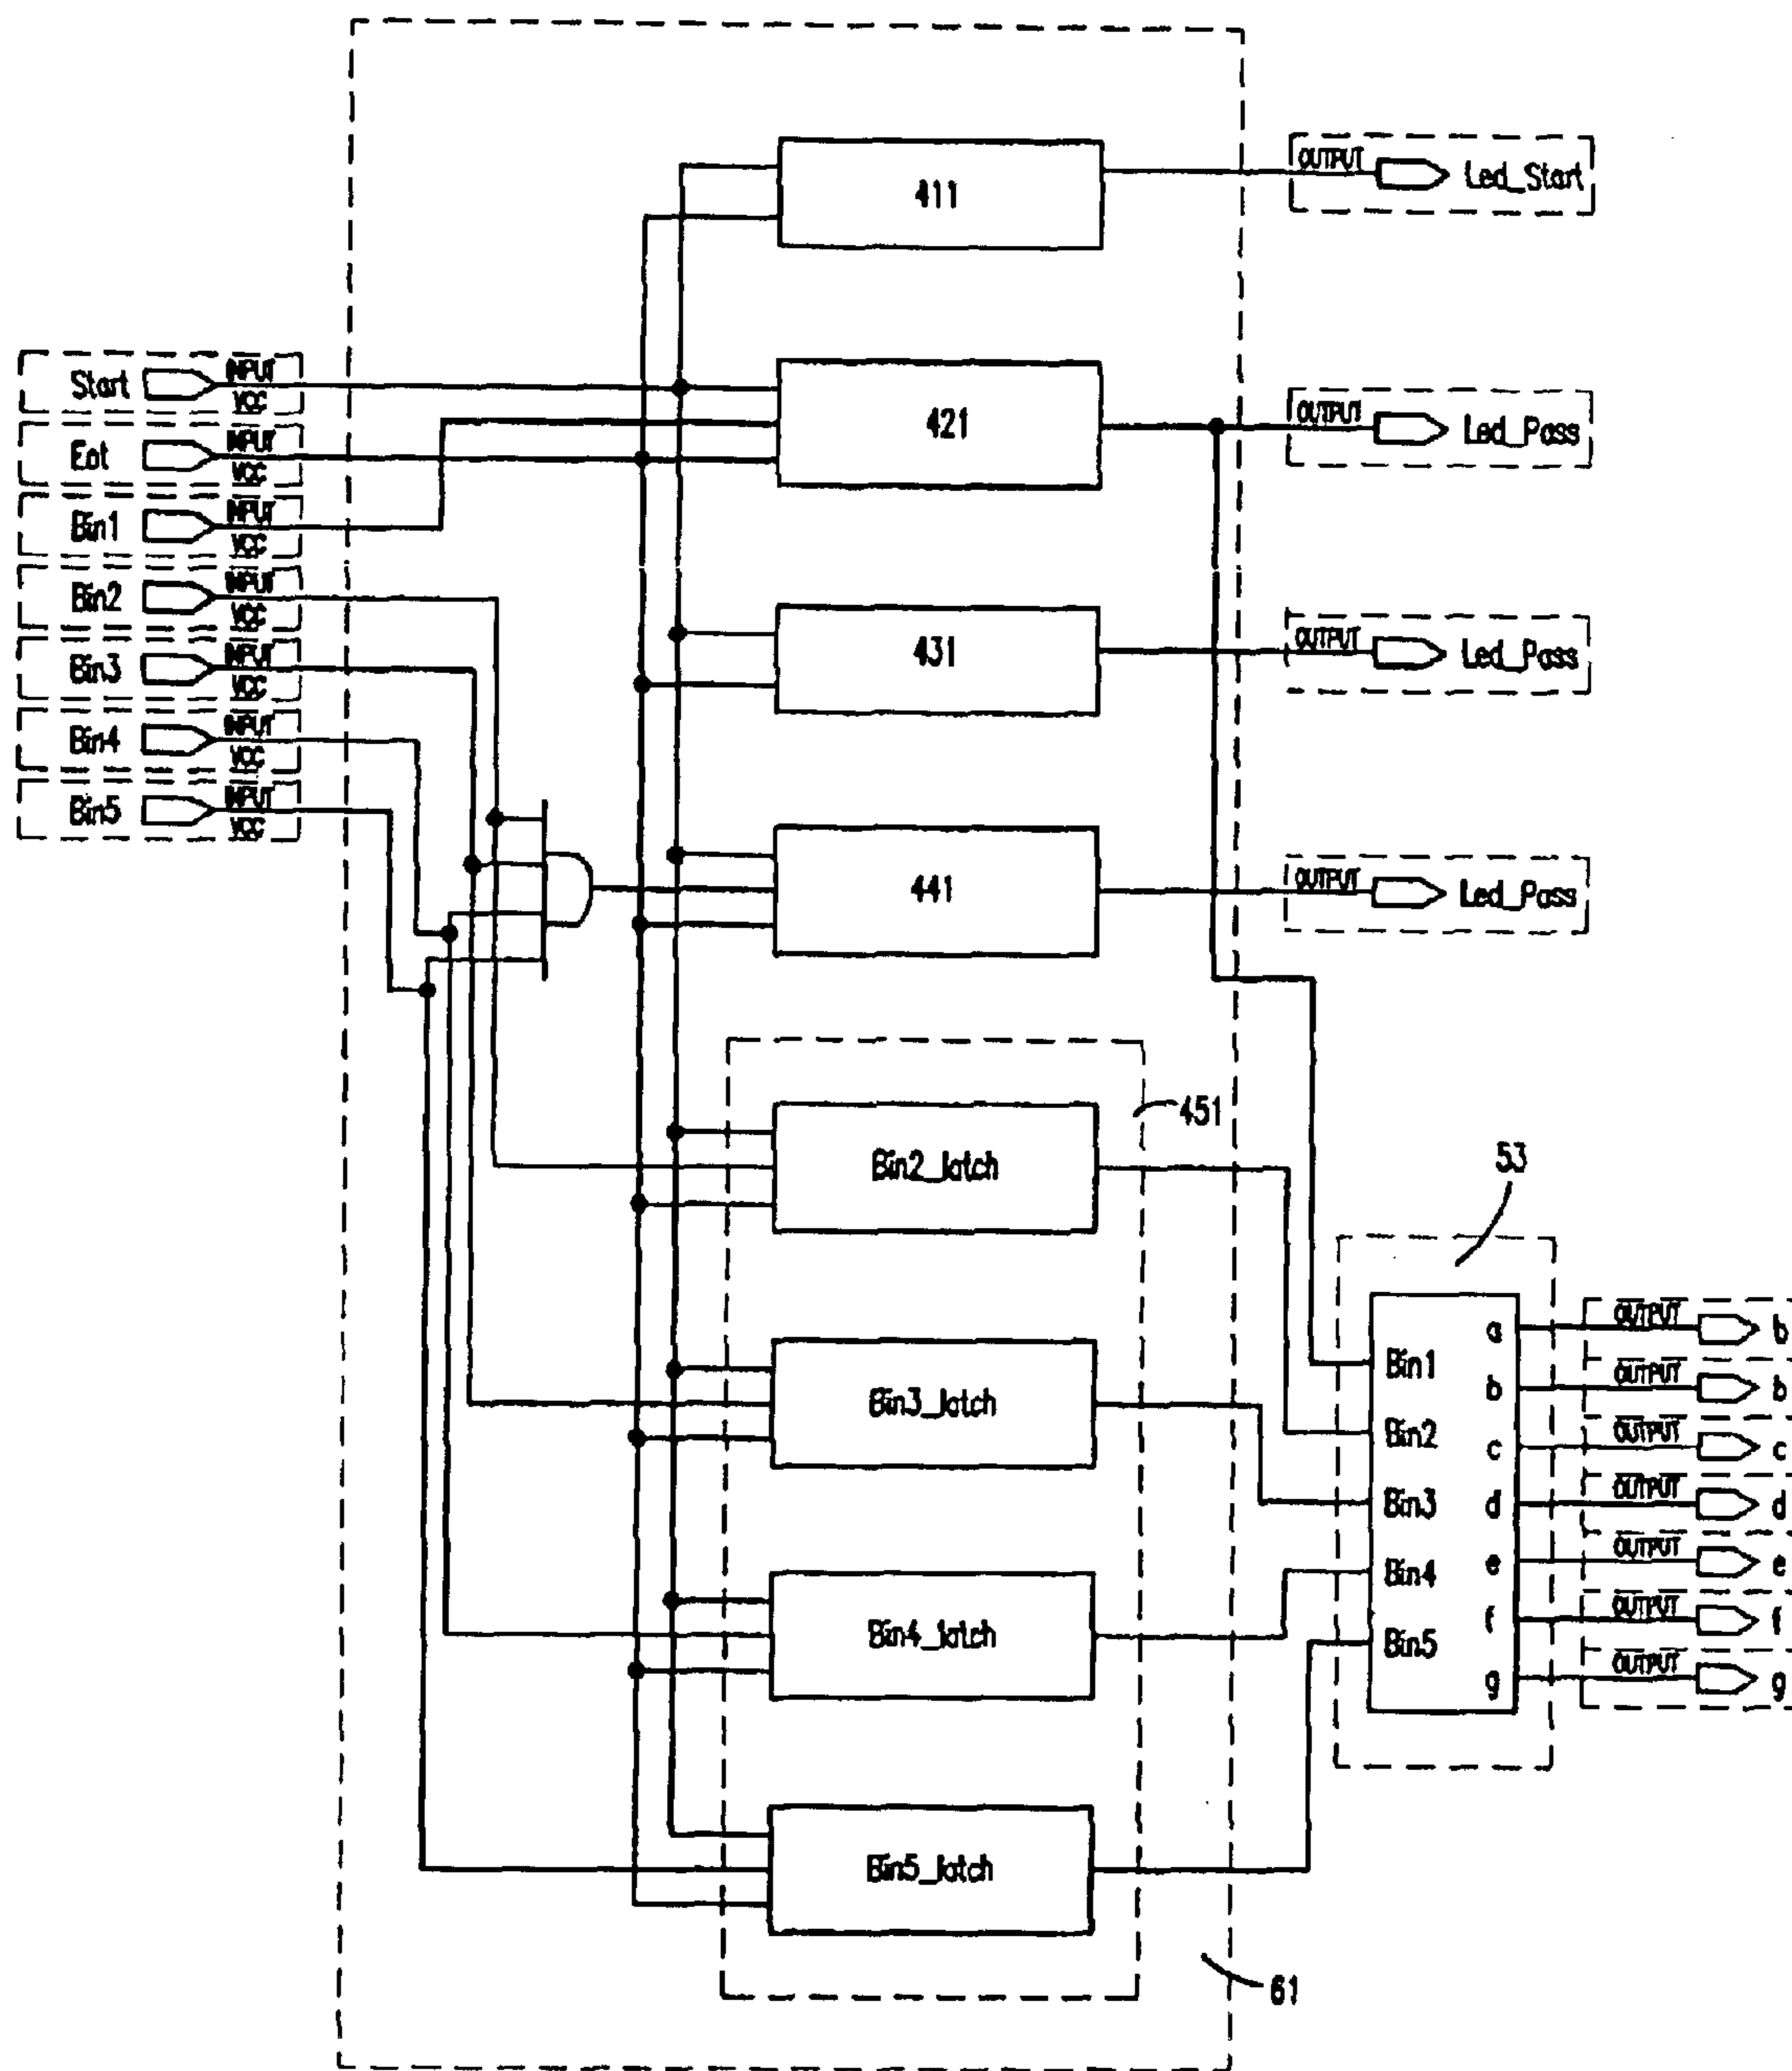 411
OUTPUT
Led_Start
Start
INPUT
VCC
421
OUTPUT
Led_Pass
Eot
INPUT
VCC
Bin1
INPUT
VCC
Bin2
INPUT
VCC
431
OUTPUT
Led_Pass
Bin3
INPUT
VCC
Bin4
INPUT
VCC
Bin5
INPUT
VCC
441
OUTPUT
Led_Pass
451
Bin2_latch
53
Bin3_latch
Bin4_latch
Bin5_latch
Bin1
Bin2
Bin3
Bin4
Bin5
a
b
c
d
e
f
g
OUTPUT
b
OUTPUT
b
OUTPUT
c
OUTPUT
d
OUTPUT
e
OUTPUT
f
OUTPUT
g
61